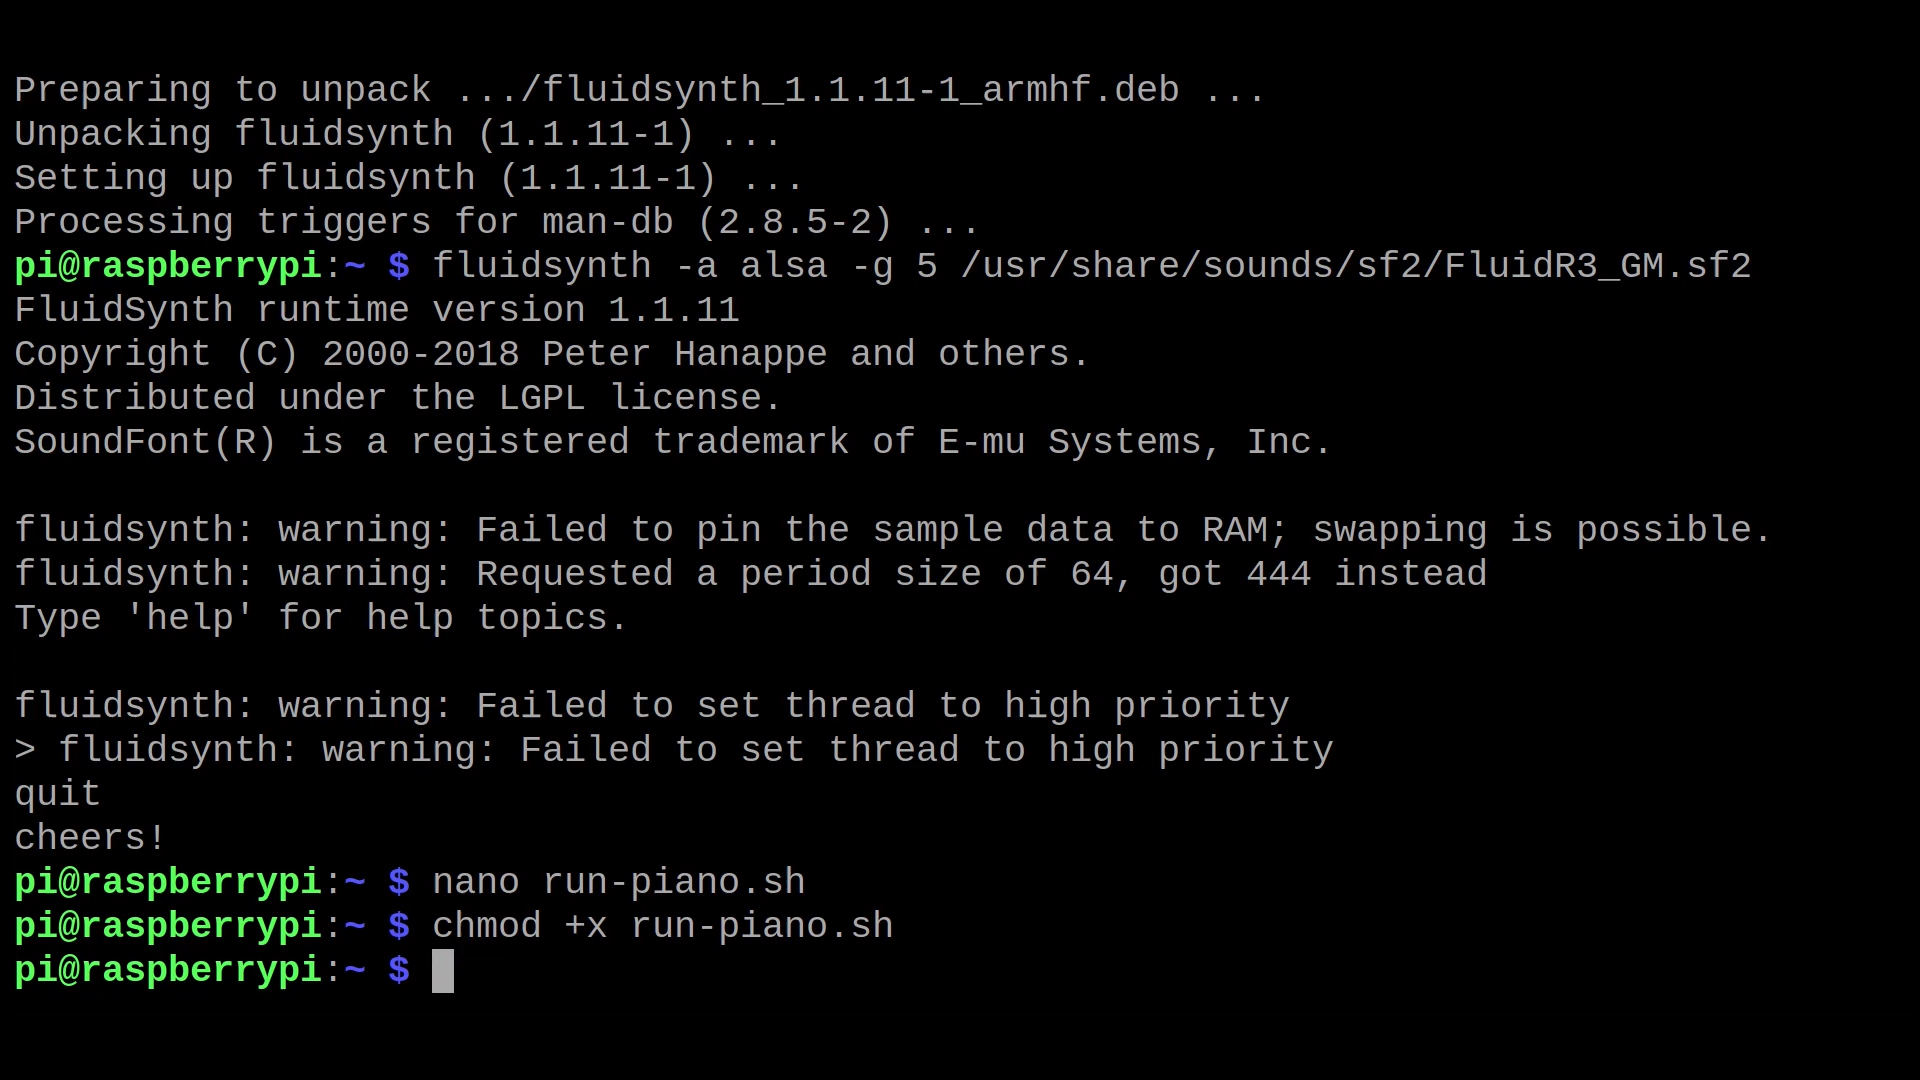 Preparing to unpack .../fluidsynth_1.1.11-1_armhf.deb ...
Unpacking fluidsynth (1.1.11-1) ...
Setting up fluidsynth (1.1.11-1) ...
Processing triggers for man-db (2.8.5-2) ...
pi@raspberrypi:~ $ fluidsynth -a alsa -g 5 /usr/share/sounds/sf2/FluidR3_GM.sf2
FluidSynth runtime version 1.1.11
Copyright (C) 2000-2018 Peter Hanappe and others.
Distributed under the LGPL license.
SoundFont(R) is a registered trademark of E-mu Systems, Inc.

fluidsynth: warning: Failed to pin the sample data to RAM; swapping is possible.
fluidsynth: warning: Requested a period size of 64, got 444 instead
Type 'help' for help topics.

fluidsynth: warning: Failed to set thread to high priority
> fluidsynth: warning: Failed to set thread to high priority
quit
cheers!
pi@raspberrypi:~ $ nano run-piano.sh
pi@raspberrypi:~ $ chmod +x run-piano.sh
pi@raspberrypi:~ $